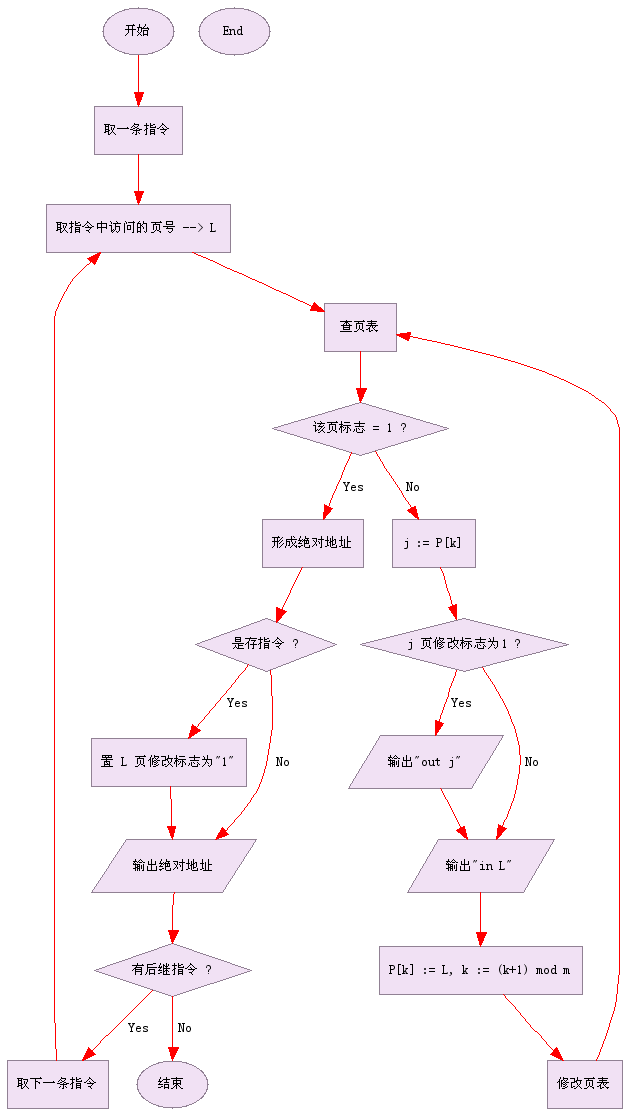 开始
End
取一条指令
取指令中访问的页号 --> L
查页表
该页标志 = 1 ?
Yes
No
形成绝对地址
j := P[k]
是存指令 ?
j 页修改标志为1 ?
Yes
Yes
置 L 页修改标志为"1"
No
输出"out j"
No
输出绝对地址
输出"in L"
有后继指令 ?
P[k] := L, k := (k+1) mod m
Yes
No
取下一条指令
结束
修改页表